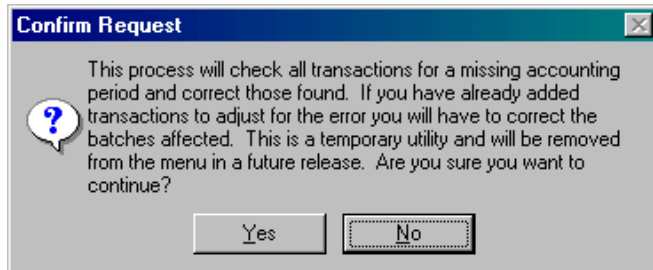 Confirm Request
This process will check all transactions for a missing accounting
period and correct those found.  If you have already added
transactions to adjust for the error you will have to correct the
batches affected.  This is a temporary utility and will be removed
from the menu in a future release.  Are you sure you want to
continue?
?
Yes
No